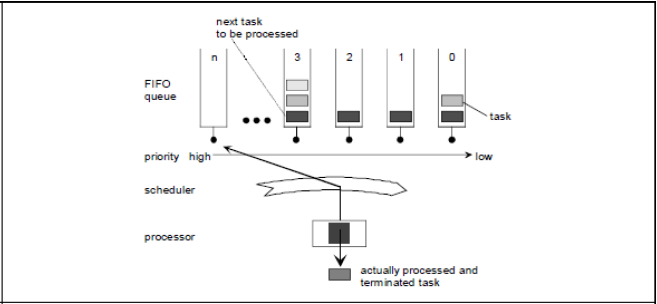 next task
to be processed
n
3
2
1
0
FIFO
queue
task
priority high
low
scheduler
processor
actually processed and
terminated task